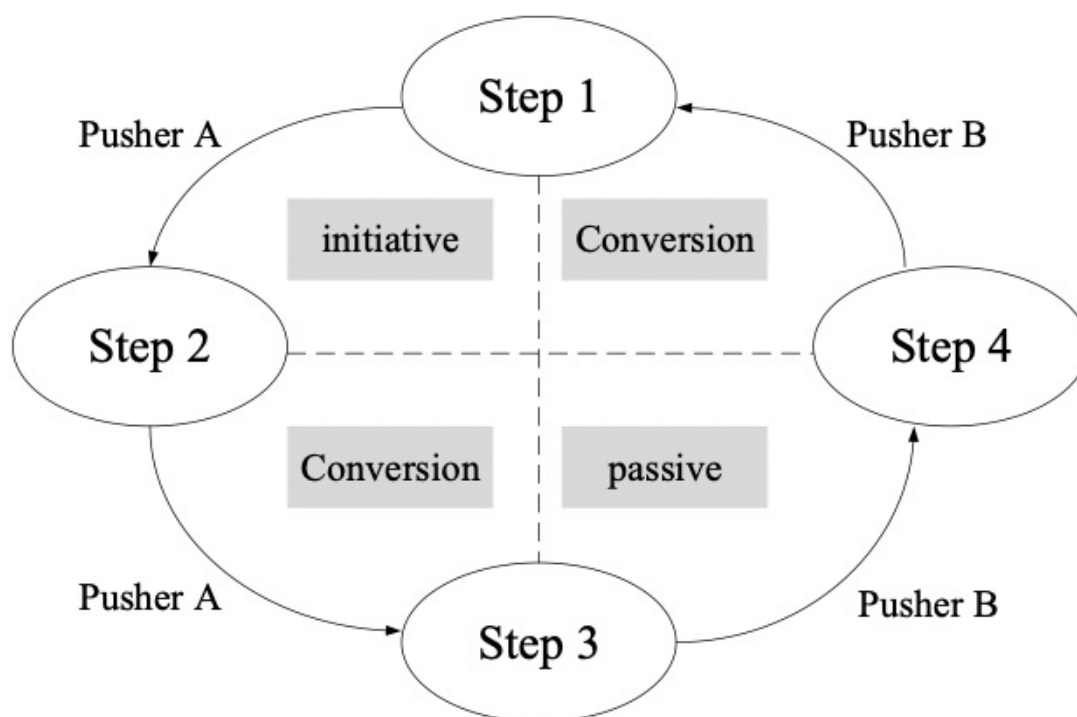 Step 1
Pusher A
Pusher B
initiative
Conversion
Step 2
Step 4
Conversion
passive
Pusher A
Pusher B
Step 3